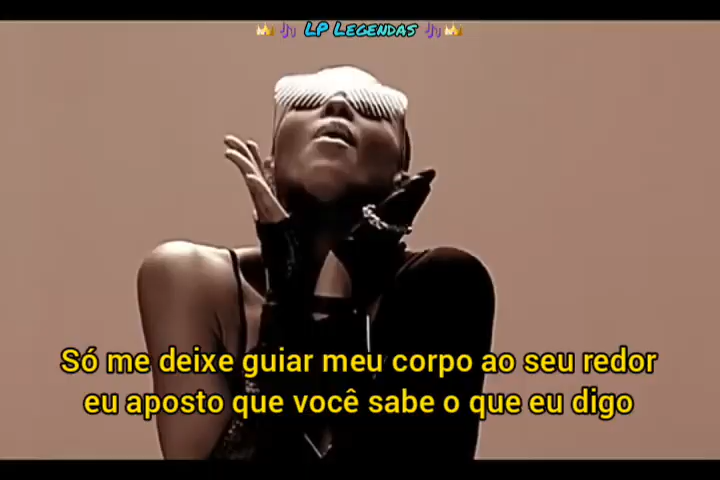 LP Legendas
Só me deixe guiar meu corpo ao seu redor
eu aposto que você sabe o que eu digo